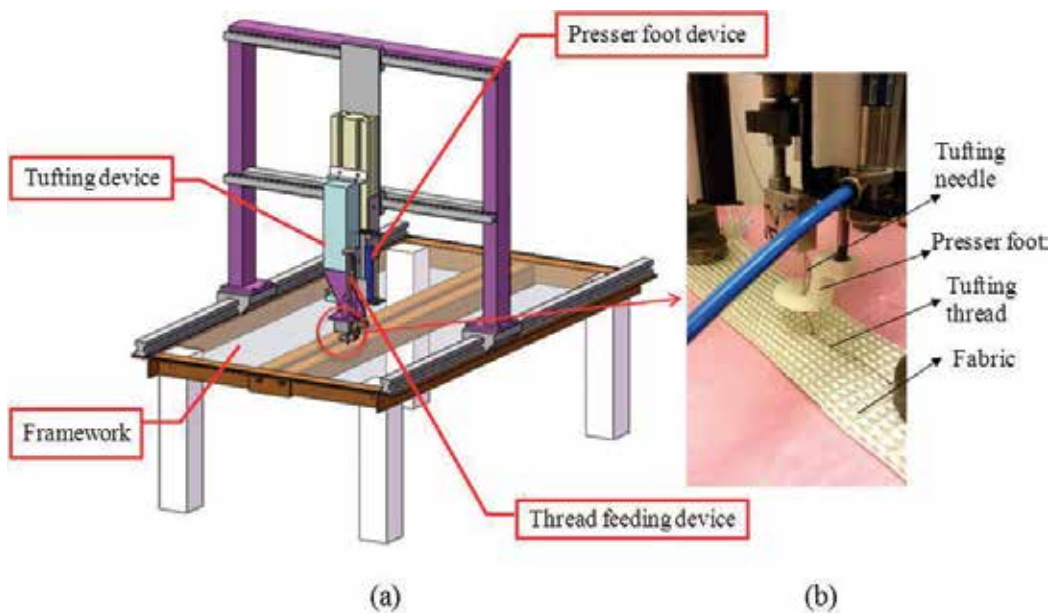 Presser foot device
Tufting device
Framework
Thread feeding device
Tufting
needle
Presser foot
Tufting
thread
Fabric
(a)
(b)